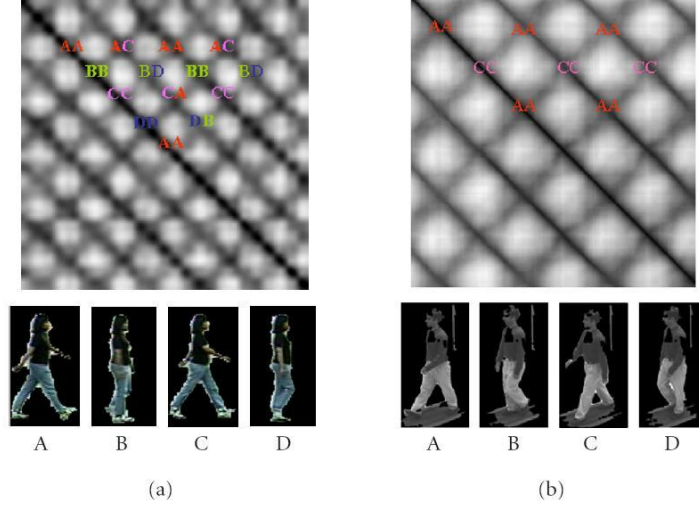 AA AC AA AC
BB BD BB BD
CC CA CC
DD DB
AA
A B C D
(a)
AA AA AA
CC CC CC
AA AA
A B C D
(b)